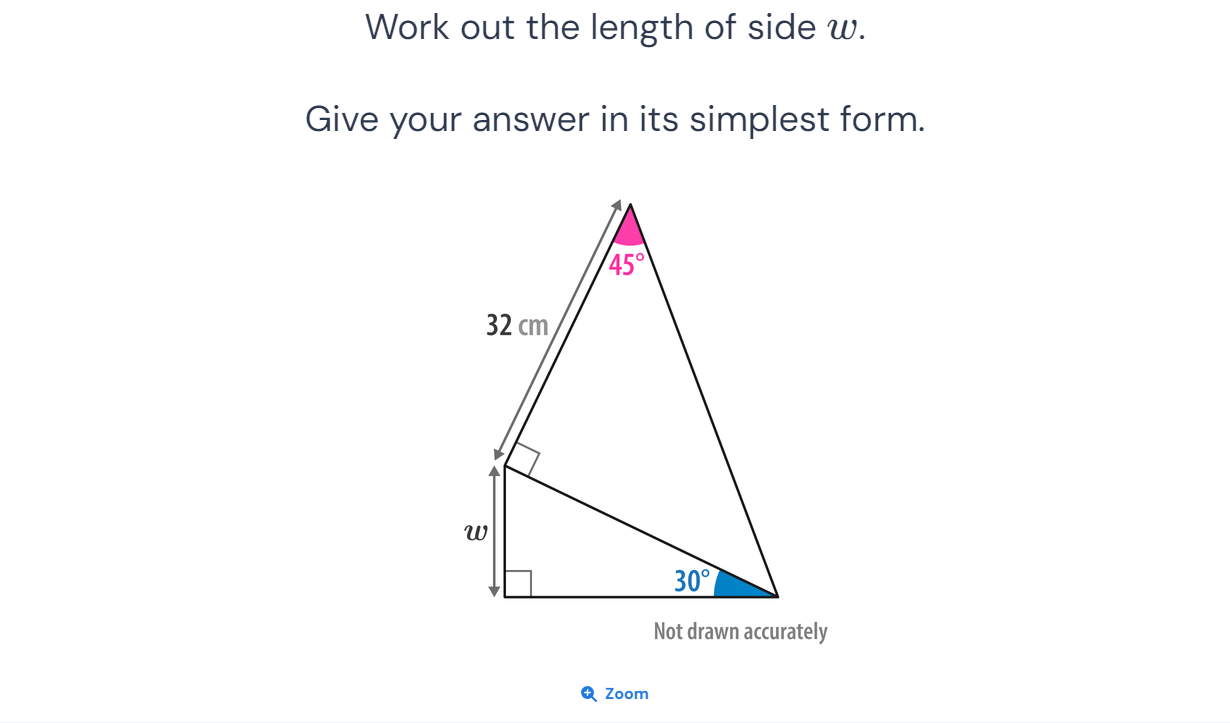 Work out the length of side w.
Give your answer in its simplest form.
45°
32 cm
w
30°
Not drawn accurately
Zoom